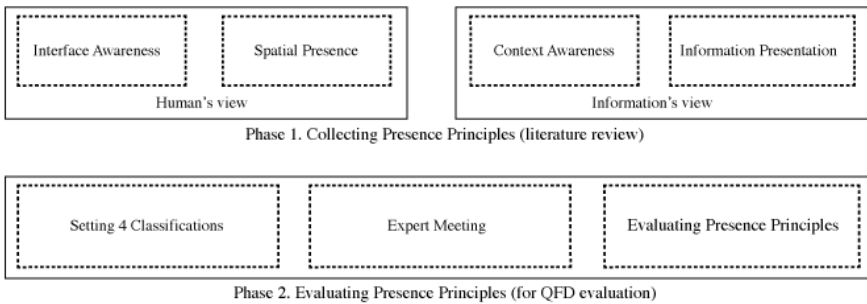 Interface Awareness
Spatial Presence
Human's view
Context Awareness
Information Presentation
Information's view
Phase 1. Collecting Presence Principles (literature review)
Setting 4 Classifications
Expert Meeting
Evaluating Presence Principles
Phase 2. Evaluating Presence Principles (for QFD evaluation)